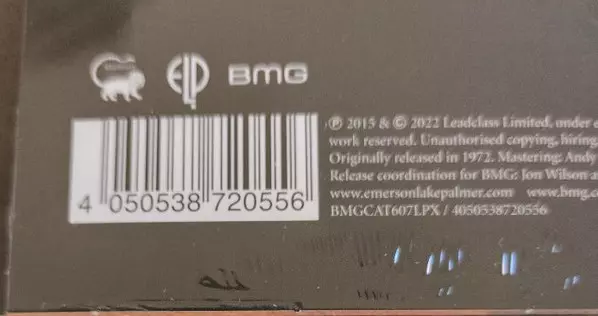 ELP BMG
℗ 2015 & © 2022 Leadclass Limited, under
work reserved. Unauthorised copying, hiring,
Originally released in 1972. Mastering: Andy
Release coordination for BMG: Jon Wilson
www.emersonlakepalmer.com www.bmg.
BMGCAT607LPX / 4050538720556
4 050538 720556